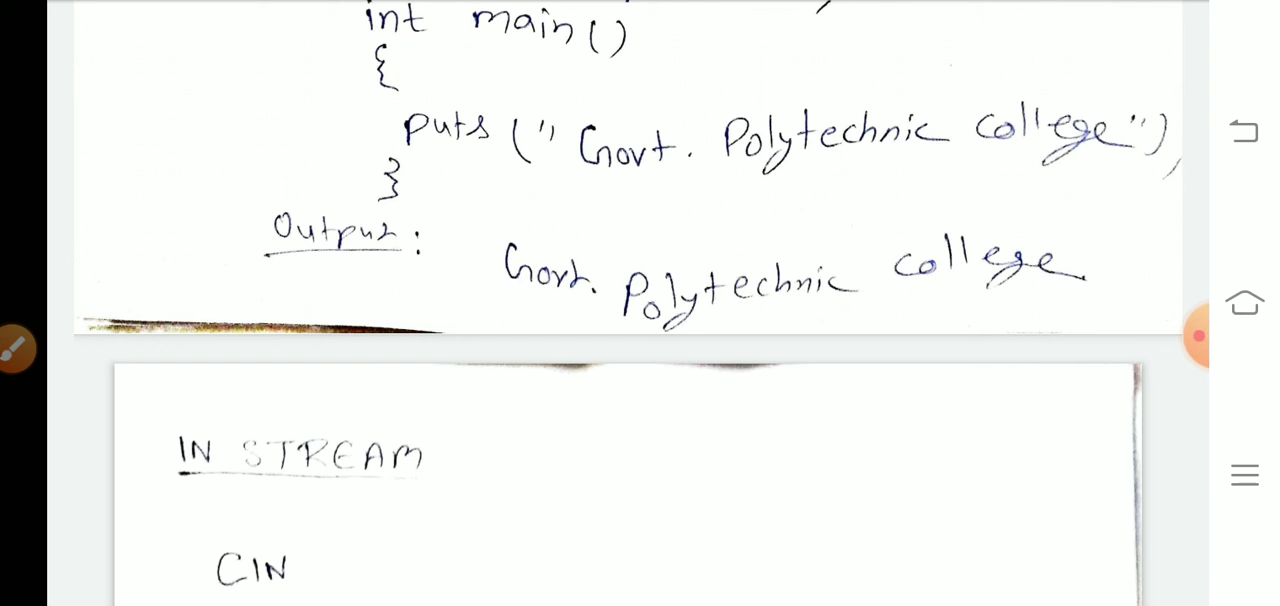 int main()
{
puts (" Govt. Polytechnic college");
}
Output:
Govt. Polytechnic college
IN STREAM
CIN